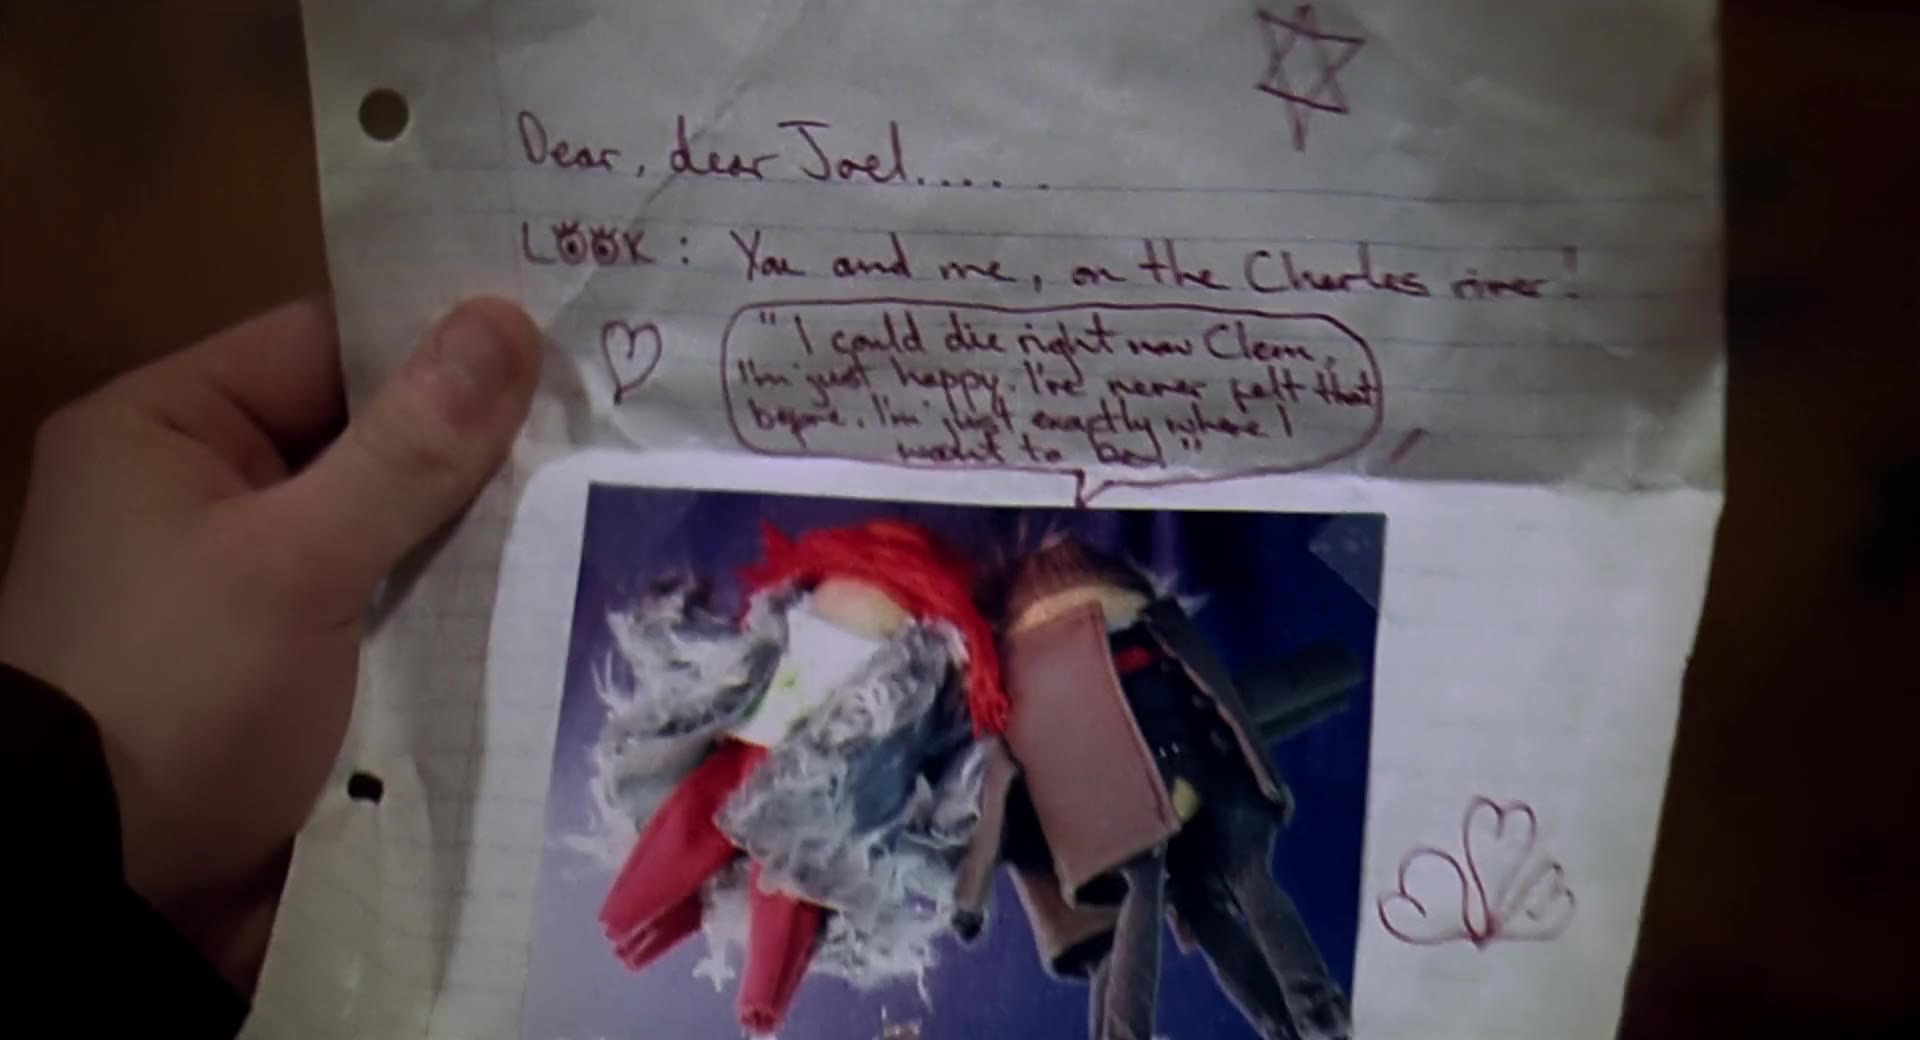 Dear, dear Joel.....
LOOK: You and me, on the Charles river!
"I could die right now Clem,
I'm just happy. I've never felt that
before. I'm just exactly where I
want to be"